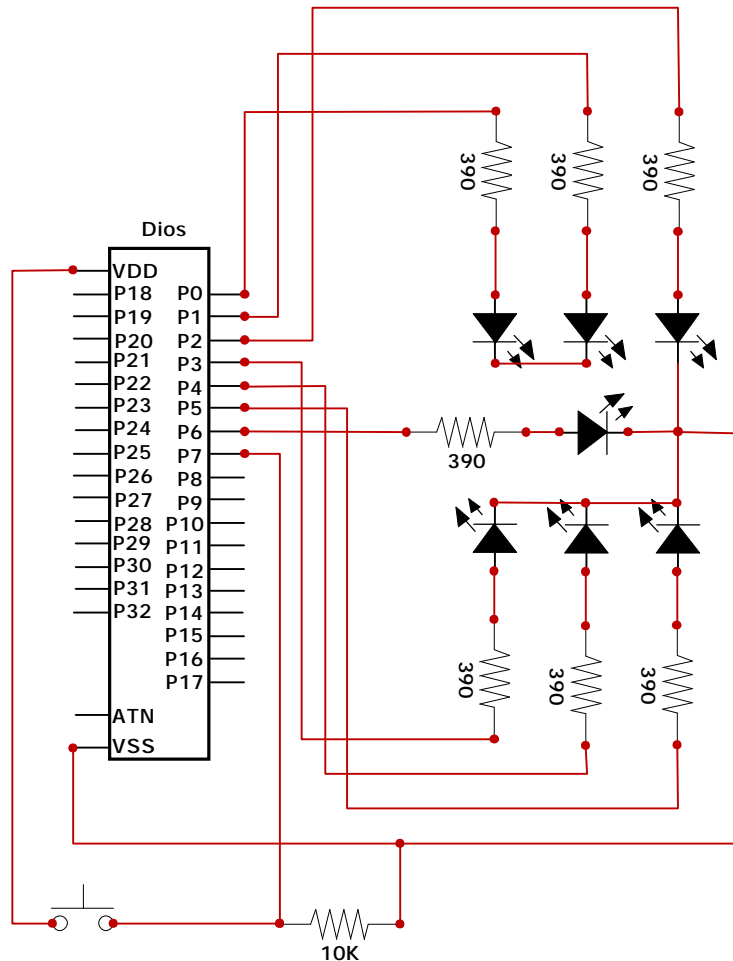 390
390
390
Dios
VDD
P18 P0
P19 P1
P20 P2
P21 P3
P22 P4
P23 P5
P24 P6
P25 P7
P26 P8
P27 P9
P28 P10
P29 P11
P30 P12
P31 P13
P32 P14
P15
P16
P17
ATN
VSS
390
390
390
390
10K